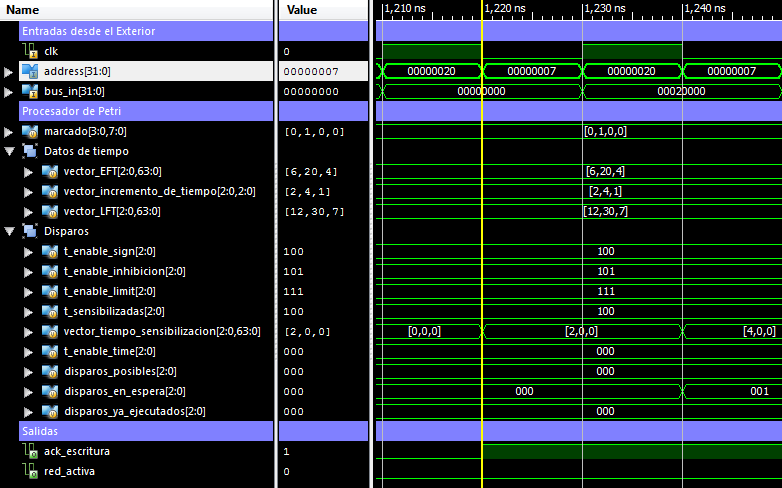 Name Value 1,210 ns 1,220 ns 1,230 ns 1,240 ns
Entradas desde el Exterior
clk 0
address[31:0] 00000007 00000020 00000007 00000020 00000007
bus_in[31:0] 00000000 00000000 00020000
Procesador de Petri
marcado[3:0,7:0] [0,1,0,0] [0,1,0,0]
Datos de tiempo
vector_EFT[2:0,63:0] [6,20,4] [6,20,4]
vector_incremento_de_tiempo[2:0,2:0] [2,4,1] [2,4,1]
vector_LFT[2:0,63:0] [12,30,7] [12,30,7]
Disparos
t_enable_sign[2:0] 100 100
t_enable_inhibicion[2:0] 101 101
t_enable_limit[2:0] 111 111
t_sensibilizadas[2:0] 100 100
vector_tiempo_sensibilizacion[2:0,63:0] [2,0,0] [0,0,0] [2,0,0] [4,0,0]
t_enable_time[2:0] 000 000
disparos_posibles[2:0] 000 000
disparos_en_espera[2:0] 000 000 001
disparos_ya_ejecutados[2:0] 000 000
Salidas
ack_escritura 1
red_activa 0